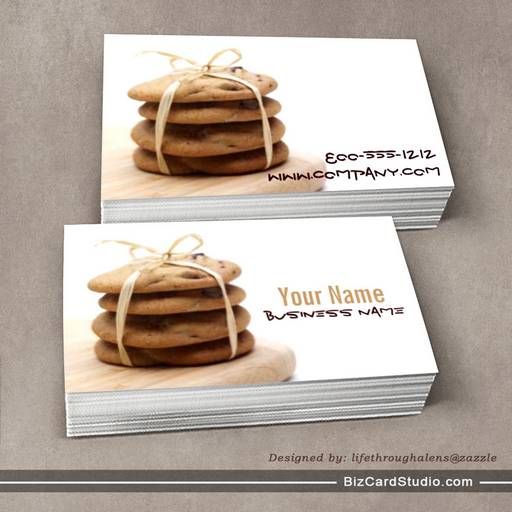 800-555-1212
www.company.com
Your Name
Business Name
Designed by: lifethroughalens@zazzle
BizCardStudio.com